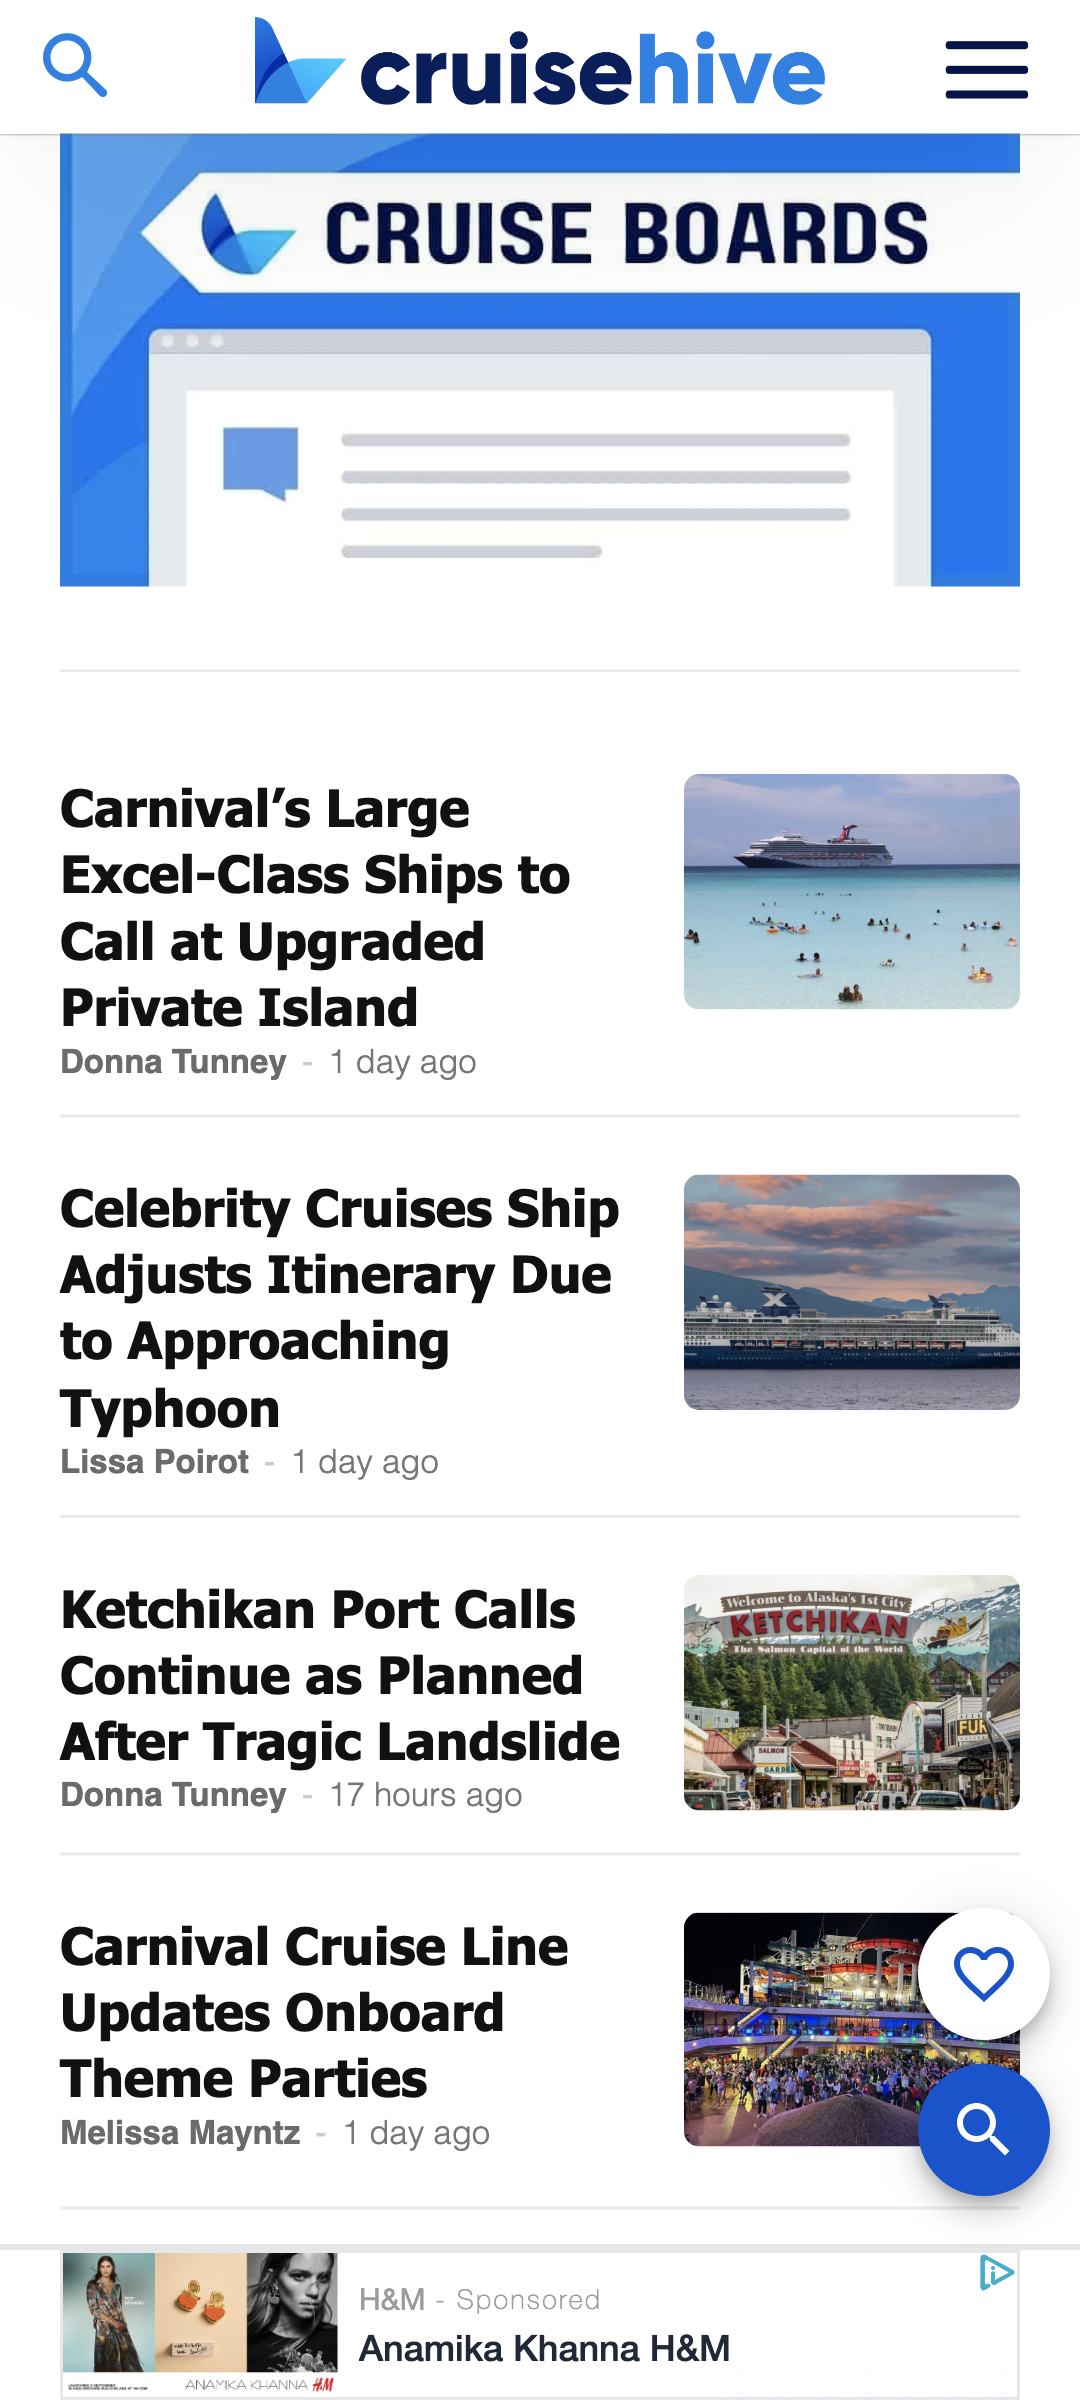 cruisehive
CRUISE BOARDS
Carnival’s Large
Excel-Class Ships to
Call at Upgraded
Private Island
Donna Tunney - 1 day ago
Celebrity Cruises Ship
Adjusts Itinerary Due
to Approaching
Typhoon
Lissa Poirot - 1 day ago
Ketchikan Port Calls
Continue as Planned
After Tragic Landslide
Donna Tunney - 17 hours ago
Welcome to Alaska's 1st City
KETCHIKAN
The Salmon Capital of the World
SALMON
FUR
Carnival Cruise Line
Updates Onboard
Theme Parties
Melissa Mayntz - 1 day ago
H&M - Sponsored
Anamika Khanna H&M
ANAMIKA KHANNA H&M